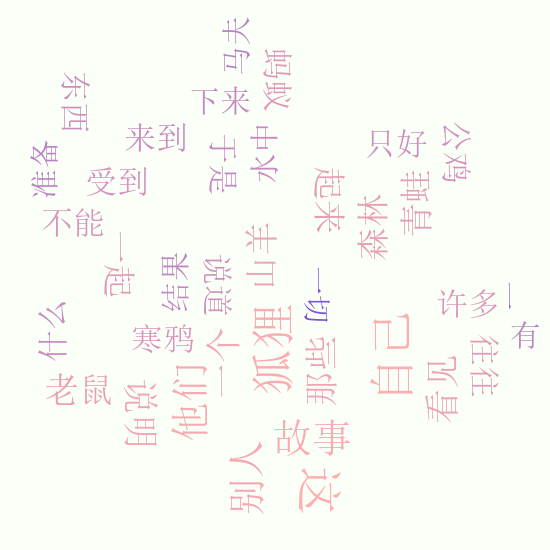 马夫
蚂蚁
东西
下来
来到
于是
水中
只好
公鸡
准备
受到
起来
青蛙
森林
不能
一起
结果
说道
山羊
一切
许多
一
有
什么
寒鸦
一个
狐狸
那些
自己
看见
往往
老鼠
说明
他们
故事
别人
这